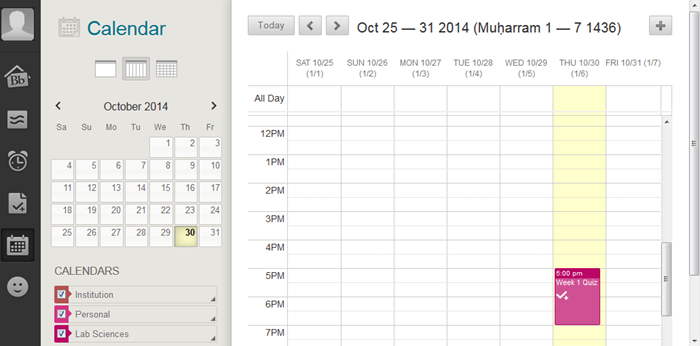 Bb
Calendar
October 2014
Sa Su Mo Tu We Th Fr
1 2 3
4 5 6 7 8 9 10
11 12 13 14 15 16 17
18 19 20 21 22 23 24
25 26 27 28 29 30 31
CALENDARS
Institution
Personal
Lab Sciences
Today
Oct 25 — 31 2014 (Muḥarram 1 — 7 1436)
SAT 10/25 SUN 10/26 MON 10/27 TUE 10/28 WED 10/29 THU 10/30 FRI 10/31 (1/7)
(1/1) (1/2) (1/3) (1/4) (1/5) (1/6)
All Day
12PM
1PM
2PM
3PM
4PM
5PM
5:00 pm
Week 1 Quiz
6PM
7PM